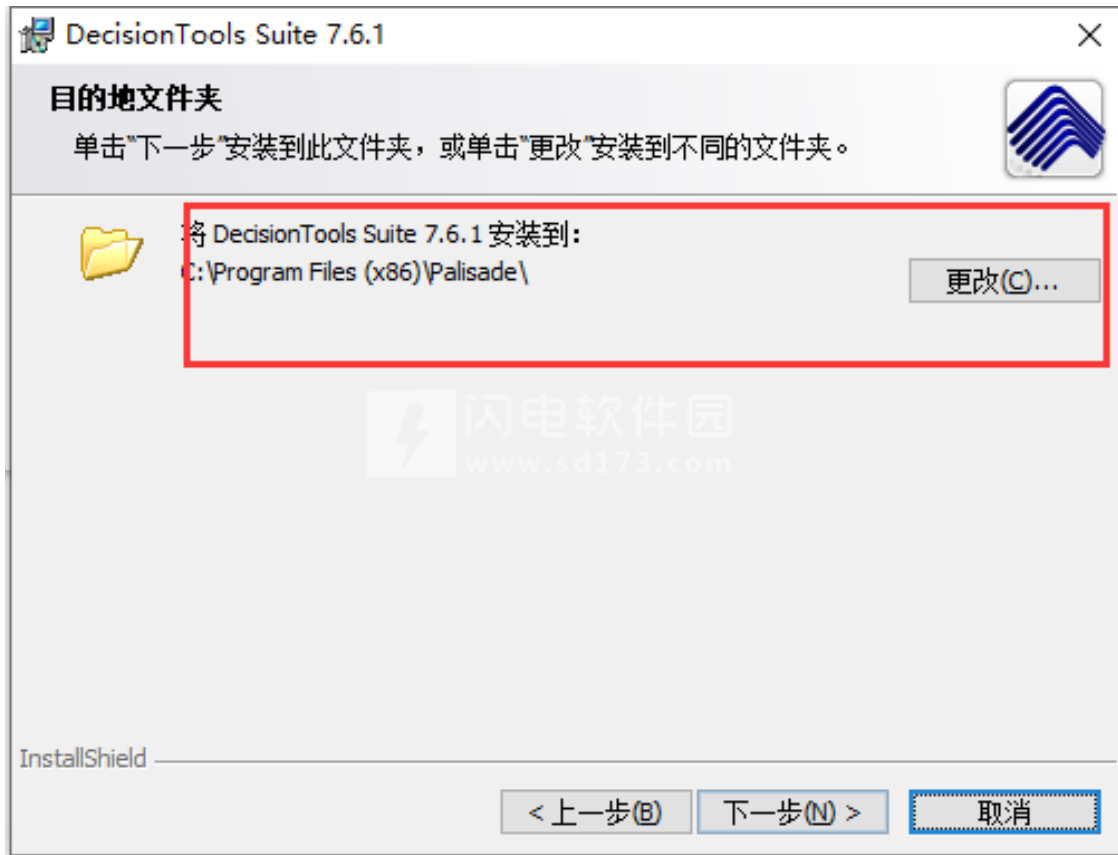 DecisionTools Suite 7.6.1
目的地文件夹
单击“下一步”安装到此文件夹，或单击“更改”安装到不同的文件夹。
将 DecisionTools Suite 7.6.1 安装到：
C:\Program Files (x86)\Palisade\
更改(C)...
闪电软件园
www.sd173.com
InstallShield
< 上一步(B)
下一步(N) >
取消